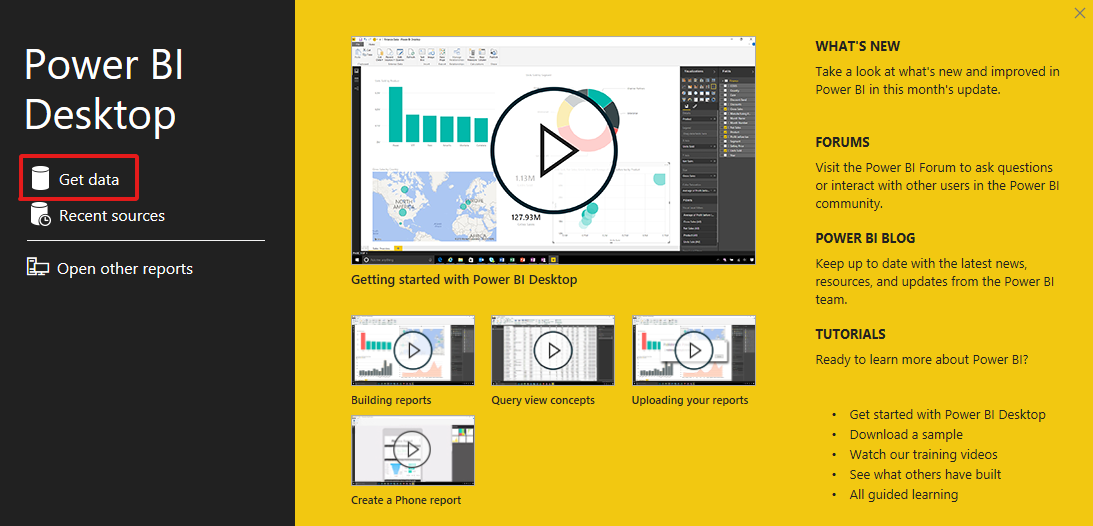 Power BI
Desktop
Get data
Recent sources
Open other reports
NORTH
AMERICA
EUROPE
1.13M
127.93M
Getting started with Power BI Desktop
Building reports
Query view concepts
Uploading your reports
Create a Phone report
WHAT'S NEW
Take a look at what's new and improved in
Power BI in this month's update.
FORUMS
Visit the Power BI Forum to ask questions
or interact with other users in the Power BI
community.
POWER BI BLOG
Keep up to date with the latest news,
resources, and updates from the Power BI
team.
TUTORIALS
Ready to learn more about Power BI?
• Get started with Power BI Desktop
• Download a sample
• Watch our training videos
• See what others have built
• All guided learning